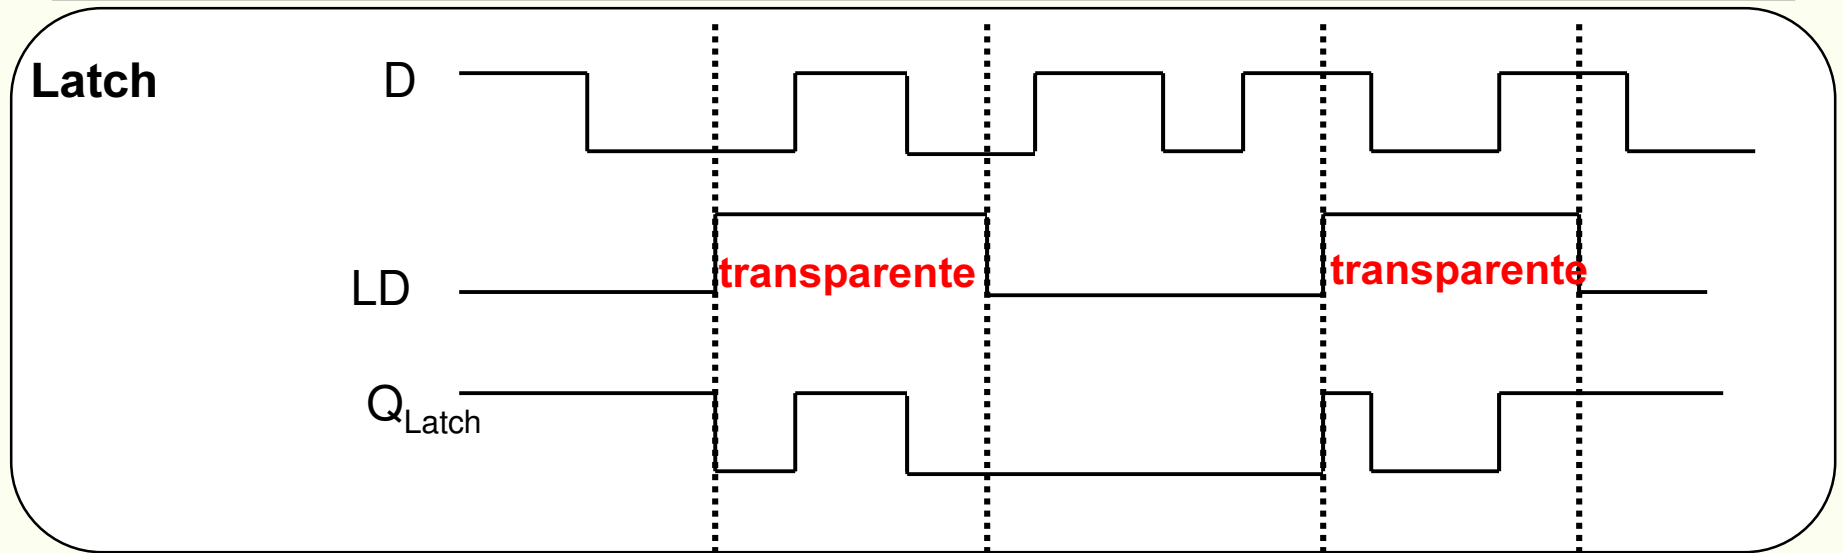 Latch
D
LD
transparente
transparente
QLatch